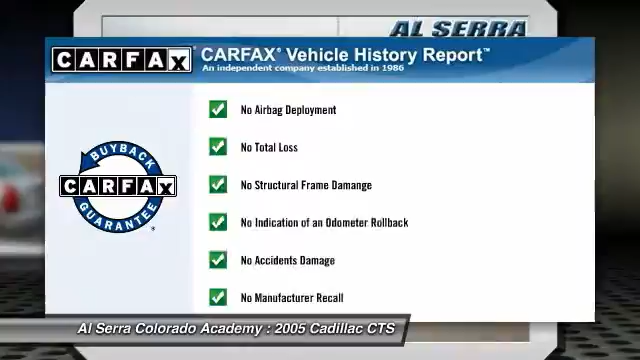 AL SERRA
CARFAX® CARFAX® Vehicle History Report™
An independent company established in 1986
No Airbag Deployment
No Total Loss
BUYBACK
CARFAX
GUARANTEE*
No Structural Frame Damange
No Indication of an Odometer Rollback
No Accidents Damage
No Manufacturer Recall
Al Serra Colorado Academy : 2005 Cadillac CTS